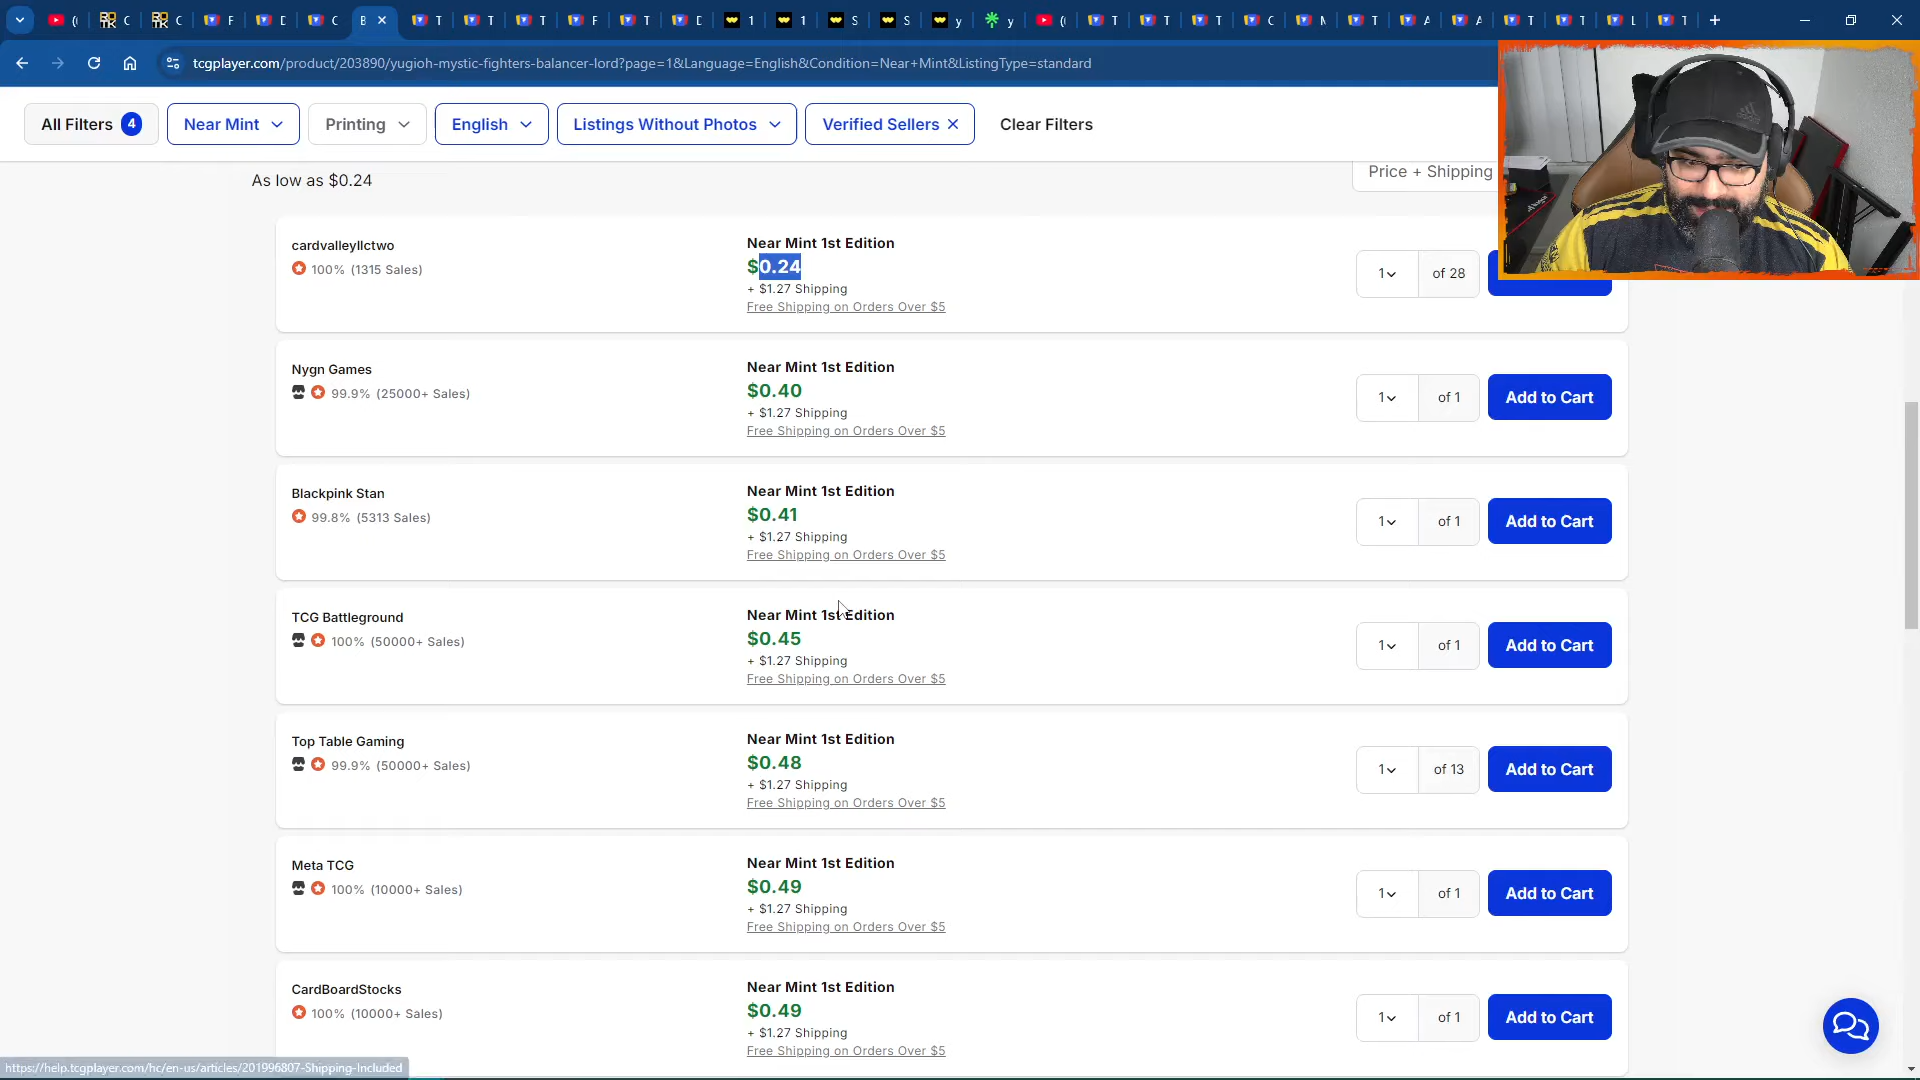 tcgplayer.com/product/203890/yugioh-mystic-fighters-balancer-lord?page=1&Language=English&Condition=Near+Mint&ListingType=standard
All Filters 4 Near Mint Printing English Listings Without Photos Verified Sellers Clear Filters
As low as $0.24
Price + Shipping
cardvalleyllctwo
100% (1315 Sales)
Near Mint 1st Edition
$0.24
+ $1.27 Shipping
Free Shipping on Orders Over $5
1 of 28
Nygn Games
99.9% (25000+ Sales)
Near Mint 1st Edition
$0.40
+ $1.27 Shipping
Free Shipping on Orders Over $5
1 of 1 Add to Cart
Blackpink Stan
99.8% (5313 Sales)
Near Mint 1st Edition
$0.41
+ $1.27 Shipping
Free Shipping on Orders Over $5
1 of 1 Add to Cart
TCG Battleground
100% (50000+ Sales)
Near Mint 1st Edition
$0.45
+ $1.27 Shipping
Free Shipping on Orders Over $5
1 of 1 Add to Cart
Top Table Gaming
99.9% (50000+ Sales)
Near Mint 1st Edition
$0.48
+ $1.27 Shipping
Free Shipping on Orders Over $5
1 of 13 Add to Cart
Meta TCG
100% (10000+ Sales)
Near Mint 1st Edition
$0.49
+ $1.27 Shipping
Free Shipping on Orders Over $5
1 of 1 Add to Cart
CardBoardStocks
100% (10000+ Sales)
Near Mint 1st Edition
$0.49
+ $1.27 Shipping
Free Shipping on Orders Over $5
1 of 1 Add to Cart
https://help.tcgplayer.com/hc/en-us/articles/201996807-Shipping-Included